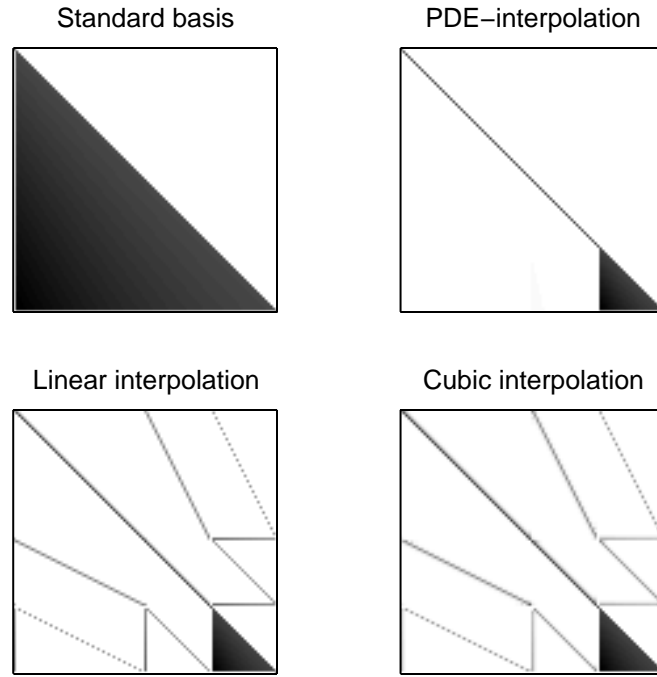 Standard basis
PDE−interpolation
Linear interpolation
Cubic interpolation